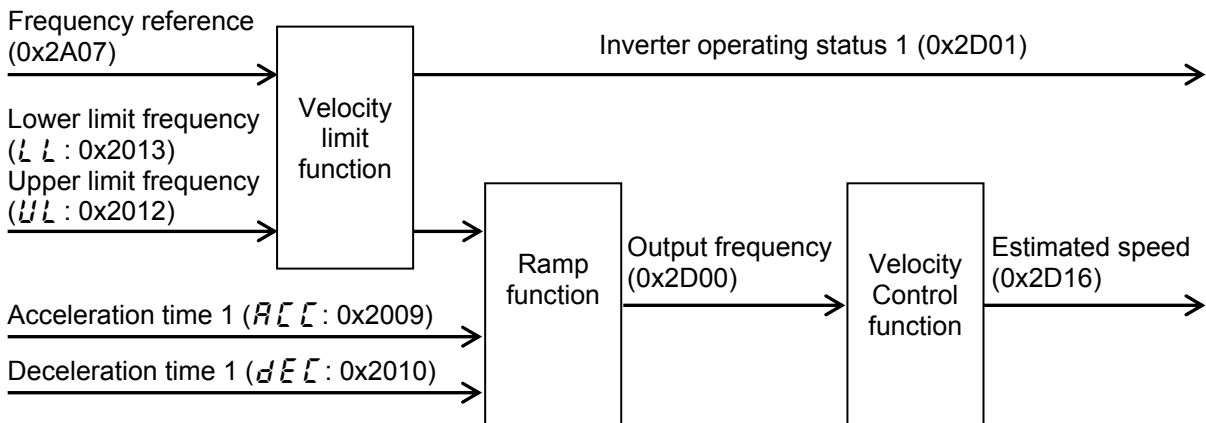 Frequency reference
(0x2A07)
Inverter operating status 1 (0x2D01)
Velocity
limit
function
Lower limit frequency
(LL : 0x2013)
Upper limit frequency
(UL : 0x2012)
Ramp
function
Output frequency
(0x2D00)
Velocity
Control
function
Estimated speed
(0x2D16)
Acceleration time 1 (ACC : 0x2009)
Deceleration time 1 (dEC : 0x2010)